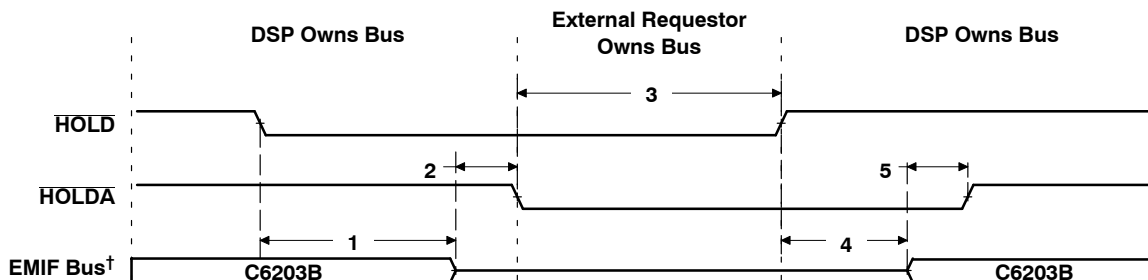 DSP Owns Bus
External Requestor
Owns Bus
DSP Owns Bus
3
HOLD
2
5
HOLDA
1
4
EMIF Bus†
C6203B
C6203B